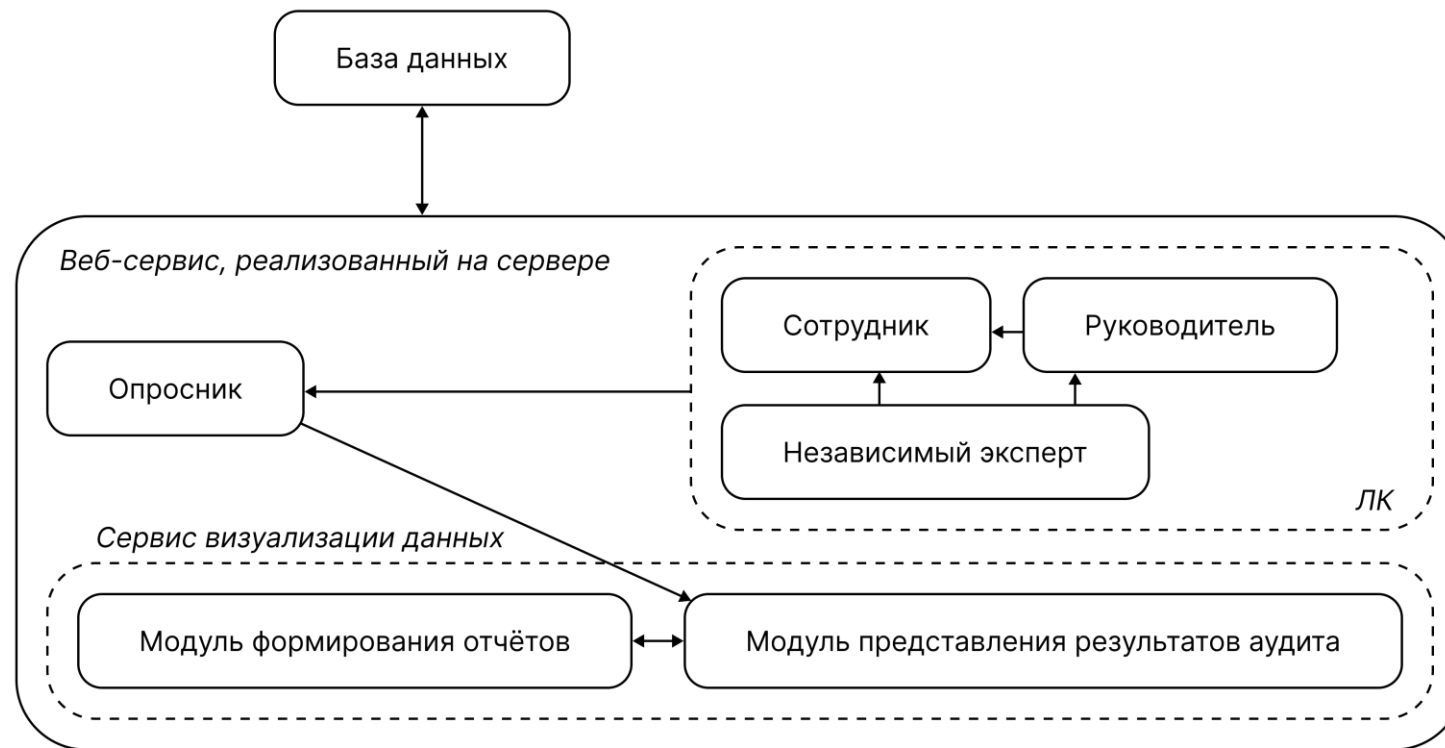 База данных
Веб-сервис, реализованный на сервере
Сотрудник
Руководитель
Опросник
Независимый эксперт
ЛК
Сервис визуализации данных
Модуль формирования отчётов
Модуль представления результатов аудита